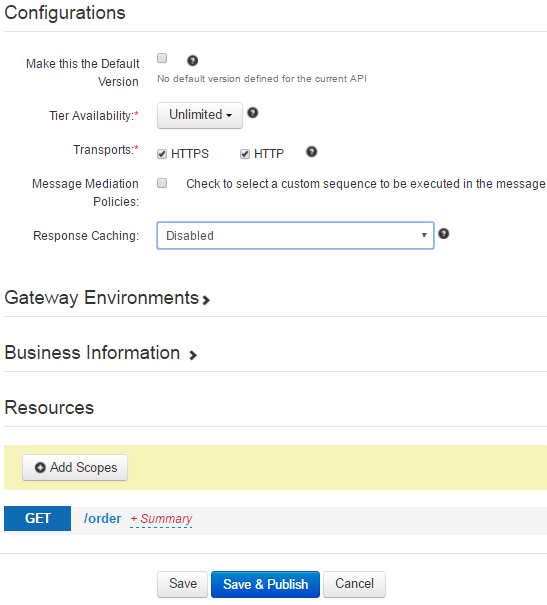 Configurations
Make this the Default
Version
No default version defined for the current API
Tier Availability:* Unlimited
Transports:* HTTPS HTTP
Message Mediation
Policies:
Check to select a custom sequence to be executed in the message
Response Caching: Disabled
Gateway Environments
Business Information
Resources
Add Scopes
GET /order + Summary
Save Save & Publish Cancel